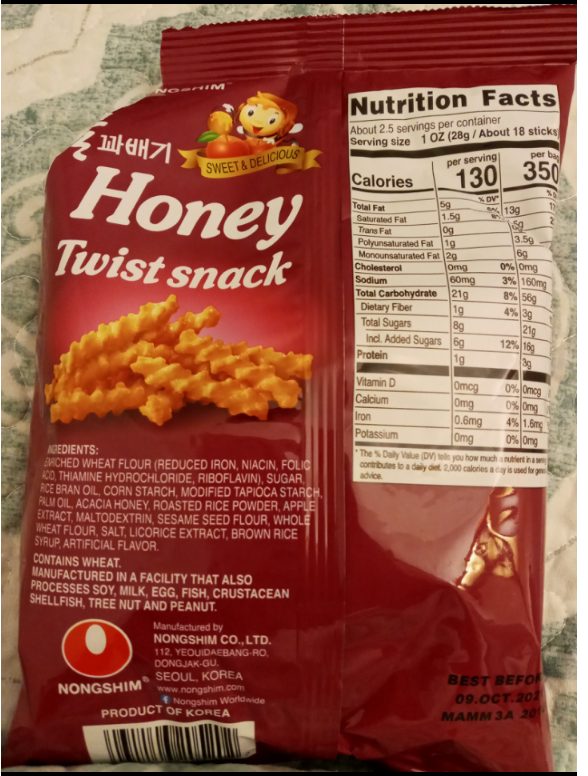 NONGSHIM™
꽈배기
SWEET & DELICIOUS
Honey
Twist snack
INGREDIENTS:
ENRICHED WHEAT FLOUR (REDUCED IRON, NIACIN, FOLIC
ACID, THIAMINE HYDROCHLORIDE, RIBOFLAVIN), SUGAR,
RICE BRAN OIL, CORN STARCH, MODIFIED TAPIOCA STARCH,
PALM OIL, ACACIA HONEY, ROASTED RICE POWDER, APPLE
EXTRACT, MALTODEXTRIN, SESAME SEED FLOUR, WHOLE
WHEAT FLOUR, SALT, LICORICE EXTRACT, BROWN RICE
SYRUP, ARTIFICIAL FLAVOR.
CONTAINS WHEAT.
MANUFACTURED IN A FACILITY THAT ALSO
PROCESSES SOY, MILK, EGG, FISH, CRUSTACEAN
SHELLFISH, TREE NUT AND PEANUT.
Manufactured by
NONGSHIM CO., LTD.
112, YEOUIDAEBANG-RO,
DONGJAK-GU,
SEOUL, KOREA
www.nongshim.com
Nongshim Worldwide
NONGSHIM®
PRODUCT OF KOREA
Nutrition Facts
About 2.5 servings per container
Serving size 1 OZ (28g / About 18 sticks)
per serving per bag
Calories 130 350
% DV*
Total Fat 5g 13g
Saturated Fat 1.5g
Trans Fat 0g
Polyunsaturated Fat 1g 3.5g
Monounsaturated Fat 2g 6g
Cholesterol 0mg 0% 0mg
Sodium 60mg 3% 160mg
Total Carbohydrate 21g 8% 56g
Dietary Fiber 1g 4% 3g
Total Sugars 8g 21g
Incl. Added Sugars 6g 12% 16g
Protein 1g 3g
Vitamin D 0mcg 0% 0mcg
Calcium 0mg 0% 0mg
Iron 0.6mg 4% 1.6mg
Potassium 0mg 0% 0mg
* The % Daily Value (DV) tells you how much a nutrient in a
contributes to a daily diet. 2,000 calories a day is used for
advice.
BEST BEFO
09.OCT.202
MAMM 3A